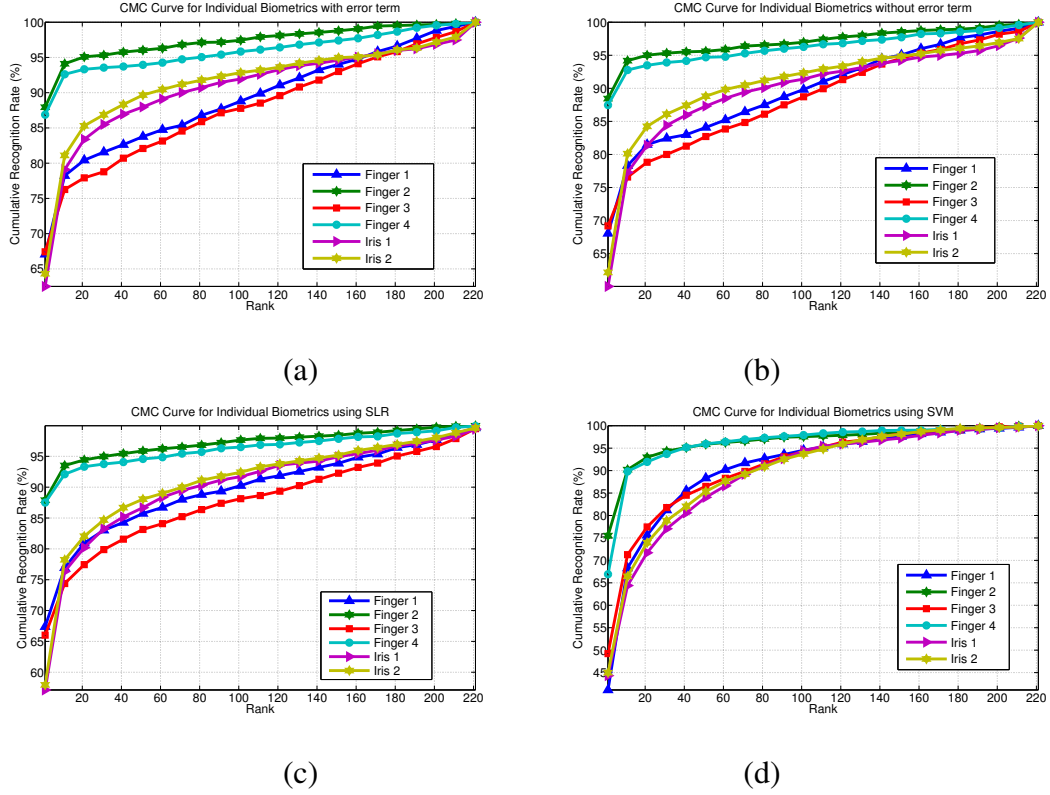 CMC Curve for Individual Biometrics with error term
Cumulative Recognition Rate (%)
100
95
90
85
80
75
70
65
20 40 60 80 100 120 140 160 180 200 220
Rank
Finger 1
Finger 2
Finger 3
Finger 4
Iris 1
Iris 2
(a)
CMC Curve for Individual Biometrics without error term
Cumulative Recognition Rate (%)
100
95
90
85
80
75
70
65
20 40 60 80 100 120 140 160 180 200 220
Rank
Finger 1
Finger 2
Finger 3
Finger 4
Iris 1
Iris 2
(b)
CMC Curve for Individual Biometrics using SLR
Cumulative Recognition Rate (%)
95
90
85
80
75
70
65
60
20 40 60 80 100 120 140 160 180 200 220
Rank
Finger 1
Finger 2
Finger 3
Finger 4
Iris 1
Iris 2
(c)
CMC Curve for Individual Biometrics using SVM
Cumulative Recognition Rate (%)
100
95
90
85
80
75
70
65
60
55
50
45
20 40 60 80 100 120 140 160 180 200 220
Rank
Finger 1
Finger 2
Finger 3
Finger 4
Iris 1
Iris 2
(d)